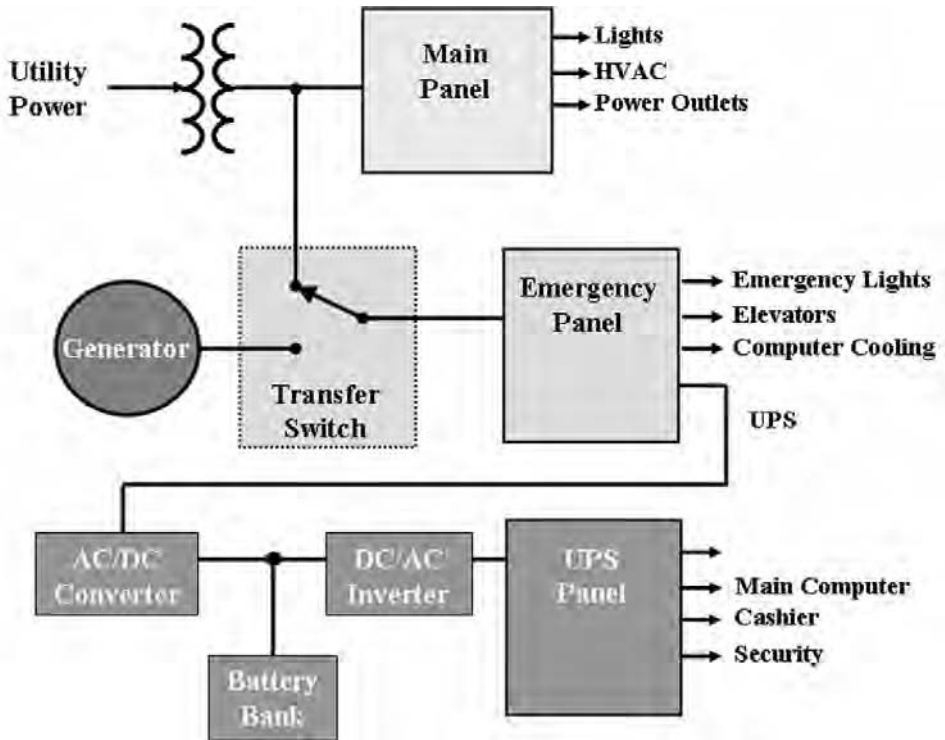 Utility
Power
Main
Panel
Lights
HVAC
Power Outlets
Generator
Transfer
Switch
Emergency
Panel
Emergency Lights
Elevators
Computer Cooling
UPS
AC/DC
Converter
DC/AC
Inverter
UPS
Panel
Main Computer
Cashier
Security
Battery
Bank